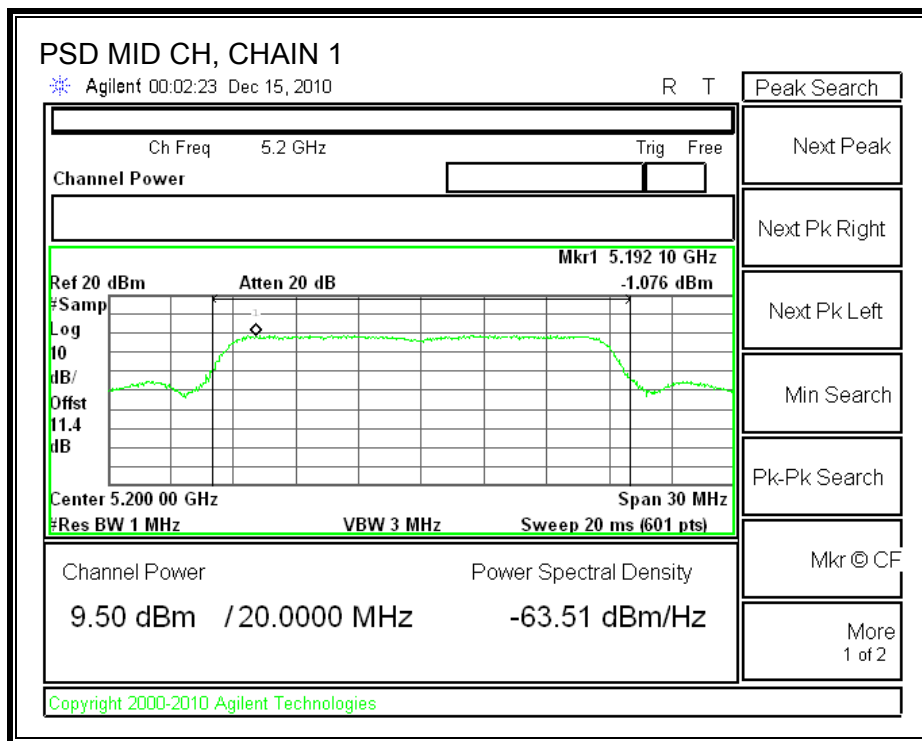 PSD MID CH, CHAIN 1
Agilent 00:02:23 Dec 15, 2010 R T
Peak Search
Ch Freq 5.2 GHz Trig Free
Channel Power
Next Peak
Next Pk Right
Mkr1 5.192 10 GHz
Ref 20 dBm Atten 20 dB -1.076 dBm
#Samp
Log
10
dB/
Offst
11.4
dB
1
Next Pk Left
Min Search
Pk-Pk Search
Center 5.200 00 GHz Span 30 MHz
#Res BW 1 MHz VBW 3 MHz Sweep 20 ms (601 pts)
Channel Power Power Spectral Density
9.50 dBm / 20.0000 MHz -63.51 dBm/Hz
Mkr © CF
More
1 of 2
Copyright 2000-2010 Agilent Technologies